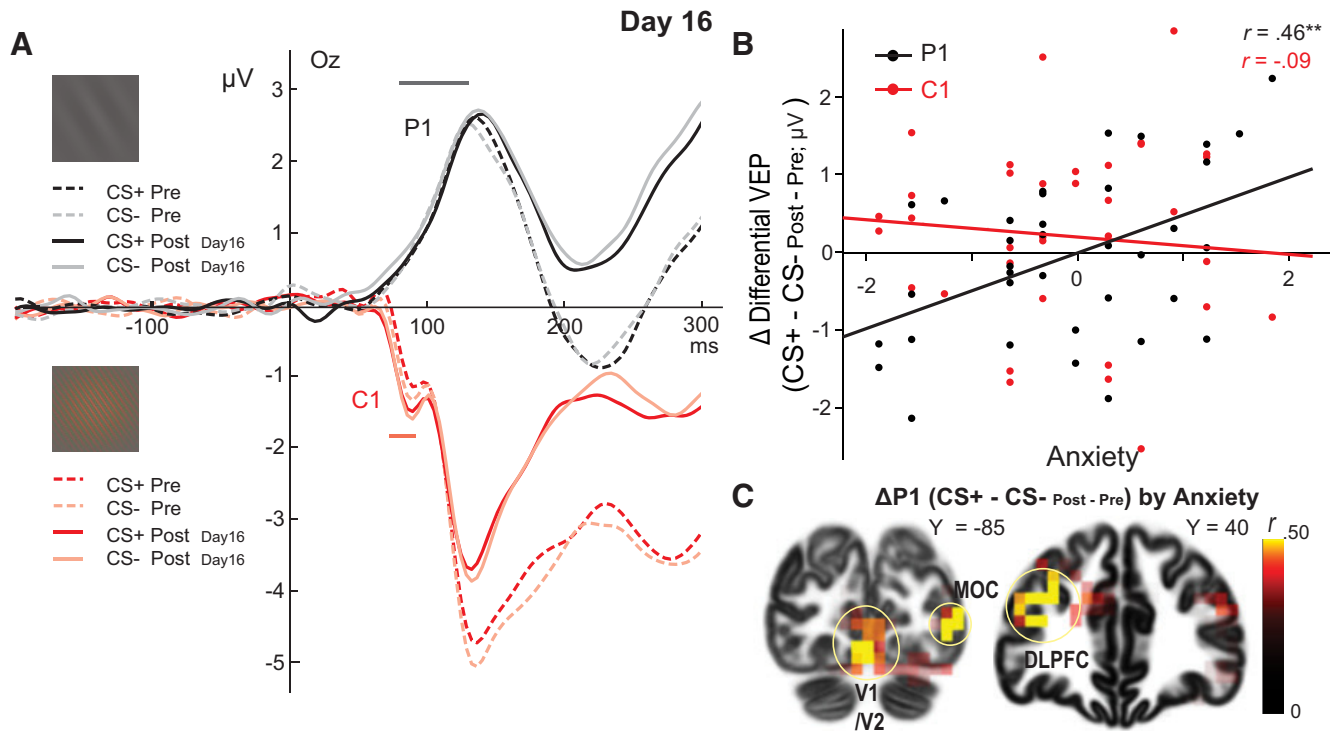 Day 16
A
µV
Oz
3
2
1
-1
-2
-3
-4
-5
-100
100
200
300
ms
P1
C1
CS+ Pre
CS- Pre
CS+ Post Day16
CS- Post Day16
CS+ Pre
CS- Pre
CS+ Post Day16
CS- Post Day16
B
P1
C1
r = .46**
r = -.09
Δ Differential VEP
(CS+ - CS- Post - Pre; µV)
2
1
0
-1
-2
-2
0
2
Anxiety
C
ΔP1 (CS+ - CS- Post - Pre) by Anxiety
Y = -85
Y = 40
r
.50
0
MOC
V1
/V2
DLPFC